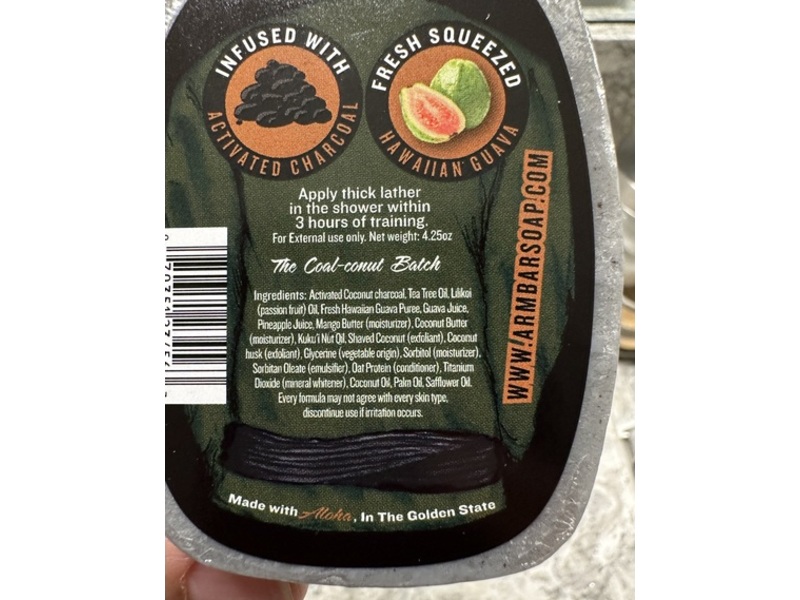 INFUSED WITH
ACTIVATED CHARCOAL
FRESH SQUEEZED
HAWAIIAN GUAVA
Apply thick lather
in the shower within
3 hours of training.
For External use only. Net weight: 4.25oz
The Coal-conut Batch
Ingredients: Activated Coconut charcoal, Tea Tree Oil, Lilikoi
(passion fruit) Oil, Fresh Hawaiian Guava Puree, Guava Juice,
Pineapple Juice, Mango Butter (moisturizer), Coconut Butter
(moisturizer), Kuku'i Nut Oil, Shaved Coconut (exfoliant), Coconut
husk (exfoliant), Glycerine (vegetable origin), Sorbitol (moisturizer),
Sorbitan Oleate (emulsifier), Oat Protein (conditioner), Titanium
Dioxide (mineral whitener), Coconut Oil, Palm Oil, Safflower Oil.
Every formula may not agree with every skin type,
discontinue use if irritation occurs.
Made with Aloha, In The Golden State
WWW.ARMBARSOAP.COM